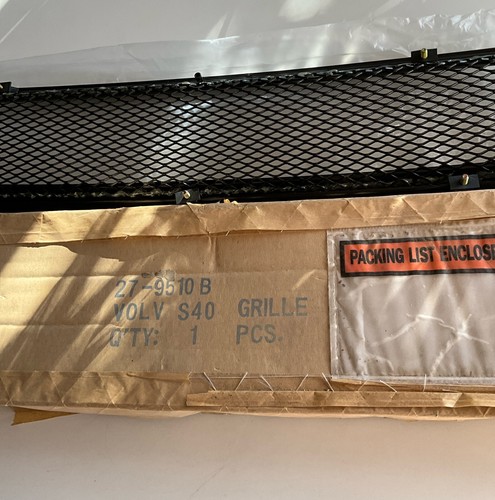 PACKING LIST ENCLOSE
27-9510 B
VOLV S40 GRILLE
Q'TY: 1 PCS.